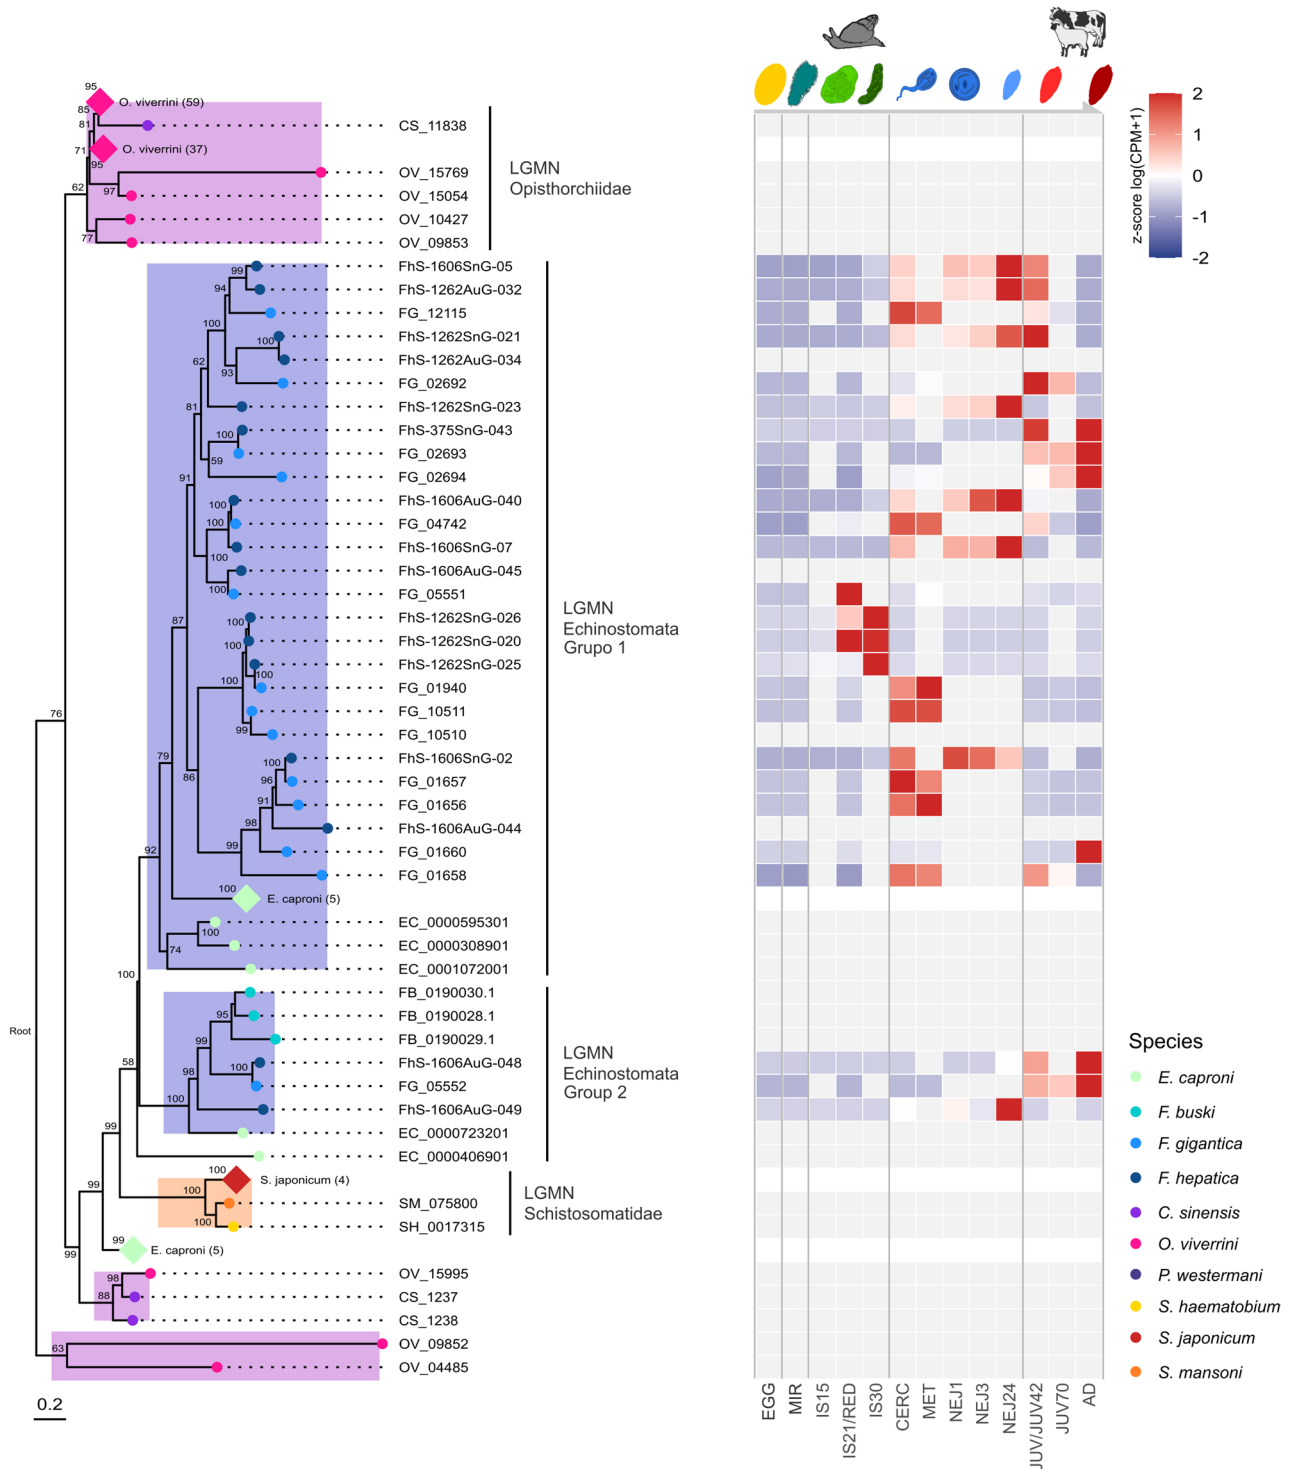 95
O. viverrini (59)
85
81
CS_11838
71
O. viverrini (37)
95
LGMN
Opisthorchiidae
OV_15769
62
97
OV_15054
OV_10427
77
OV_09853
99
FhS-1606SnG-05
94
FhS-1262AuG-032
FG_12115
100
100
FhS-1262SnG-021
62
93
FhS-1262AuG-034
FG_02692
81
FhS-1262SnG-023
100
FhS-375SnG-043
59
FG_02693
91
FG_02694
100
FhS-1606AuG-040
100
FG_04742
100
FhS-1606SnG-07
FhS-1606AuG-045
100
FG_05551
87
100
FhS-1262SnG-026
100
FhS-1262SnG-020
FhS-1262SnG-025
100
100
FG_01940
FG_10511
99
FG_10510
LGMN
Echinostomata
Grupo 1
76
79
86
100
FhS-1606SnG-02
96
FG_01657
91
FG_01656
98
FhS-1606AuG-044
92
99
FG_01660
FG_01658
100
E. caproni (5)
EC_0000595301
100
74
EC_0000308901
EC_0001072001
100
FB_0190030.1
95
FB_0190028.1
Root
99
FB_0190029.1
58
98
100
FhS-1606AuG-048
FG_05552
100
FhS-1606AuG-049
EC_0000723201
99
EC_0000406901
LGMN
Echinostomata
Group 2
100
S. japonicum (4)
99
100
SM_075800
100
SH_0017315
LGMN
Schistosomatidae
99
99
E. caproni (5)
98
OV_15995
88
CS_1237
CS_1238
63
OV_09852
OV_04485
0.2
z-score log(CPM+1)
2
1
0
-1
-2
EGG
MIR
IS15
IS21/RED
IS30
CERC
MET
NEJ1
NEJ3
NEJ24
JUV/JUV42
JUV70
AD
Species
E. caproni
F. buski
F. gigantica
F. hepatica
C. sinensis
O. viverrini
P. westermani
S. haematobium
S. japonicum
S. mansoni